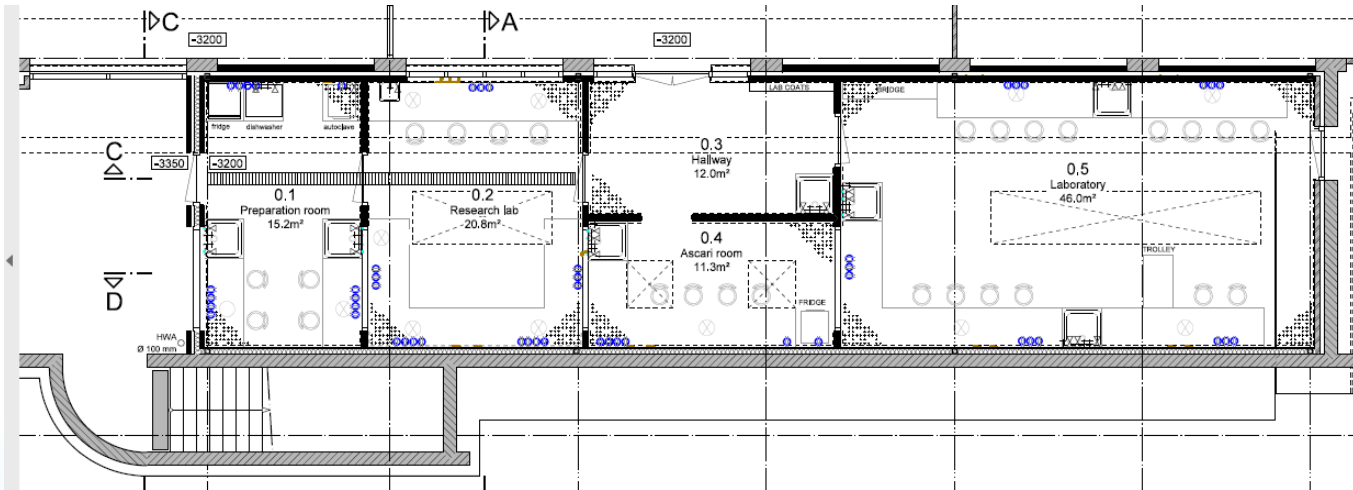 C
A
-3200
-3200
LAB COATS
BRIDGE
fridge
dishwasher
autoclave
0.3
Hallway
12.0m²
C
-3350
-3200
0.5
Laboratory
46.0m²
0.1
Preparation room
15.2m²
0.2
Research lab
20.8m²
0.4
Ascari room
11.3m²
TROLLEY
D
FRIDGE
HWA
Ø 100 mm